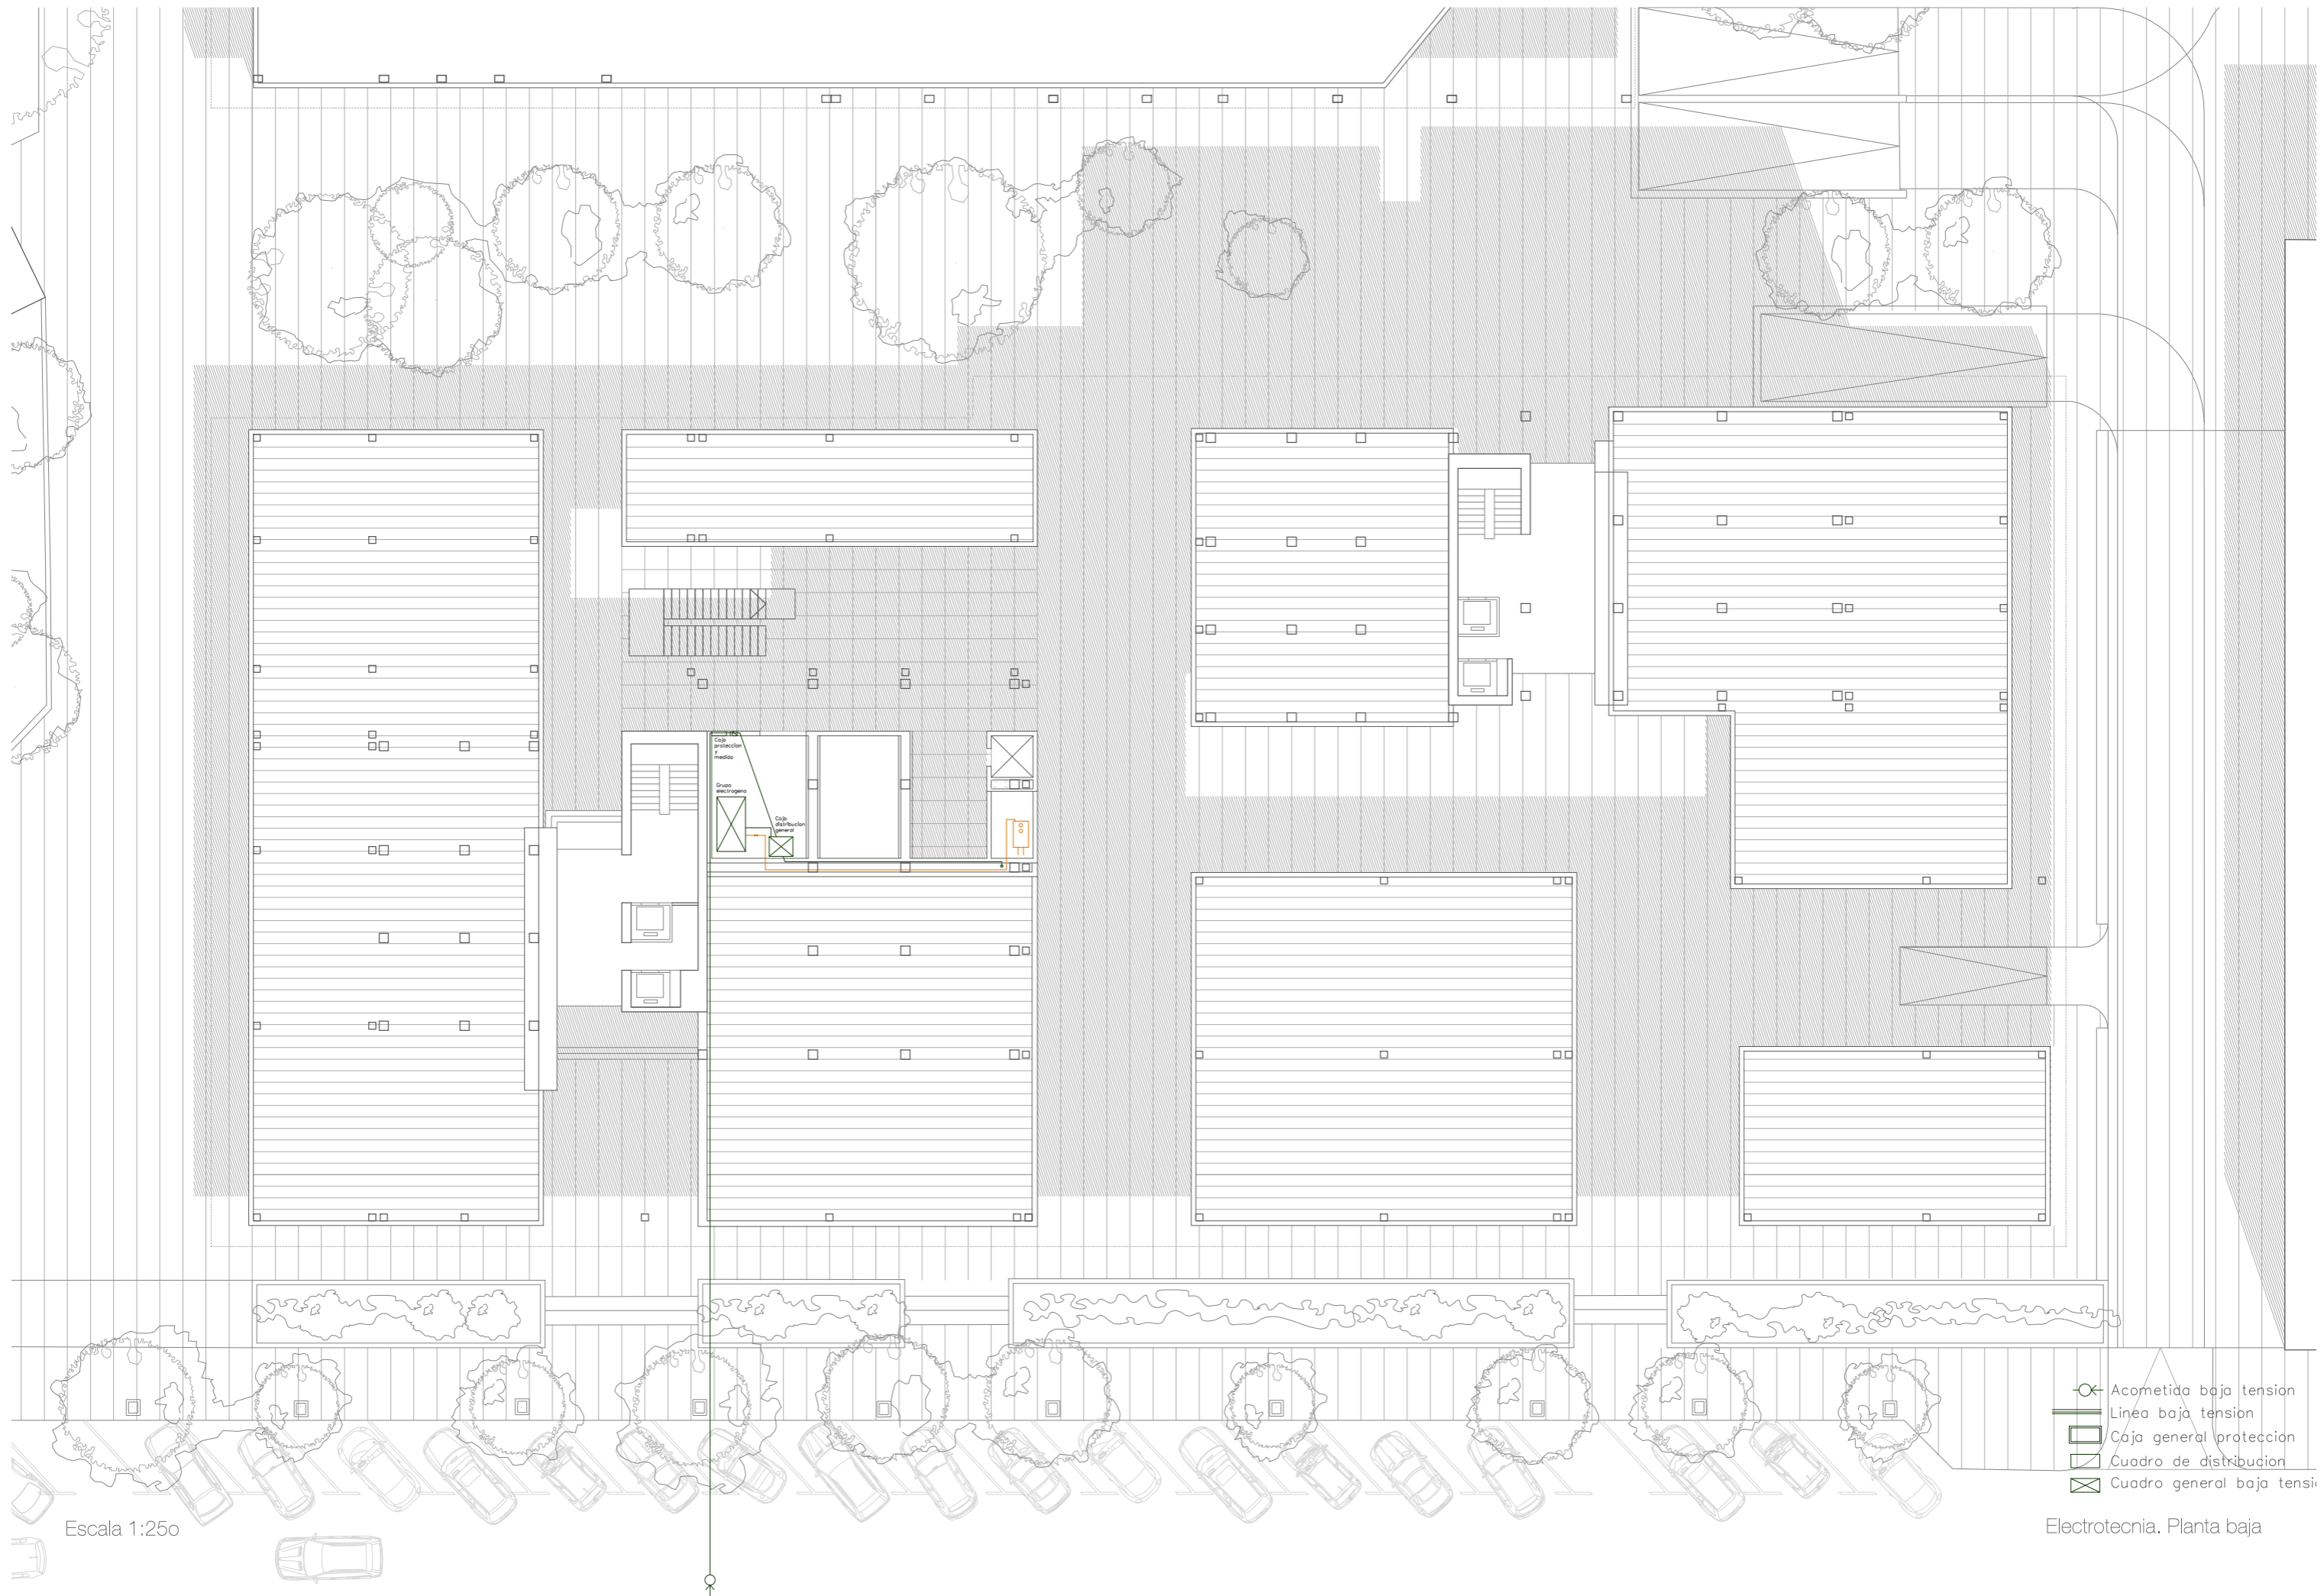 Caja
proteccion
y
medida
Grupo
electrogeno
Caja
distribucion
general
Acometida baja tension
Linea baja tension
Caja general proteccion
Cuadro de distribucion
Cuadro general baja tensi
Escala 1:25o
Electrotecnia. Planta baja